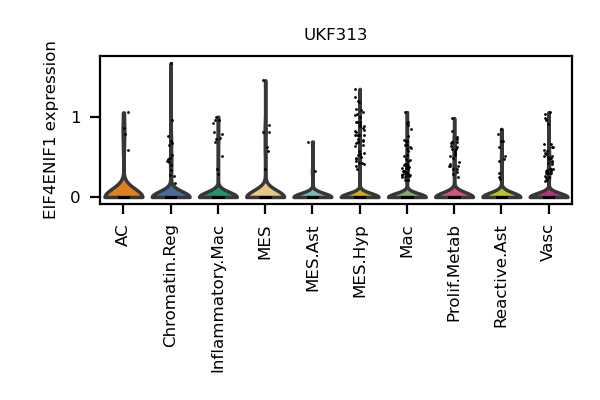 UKF313
EIF4ENIF1 expression
1
0
AC
Chromatin.Reg
Inflammatory.Mac
MES
MES.Ast
MES.Hyp
Mac
Prolif.Metab
Reactive.Ast
Vasc